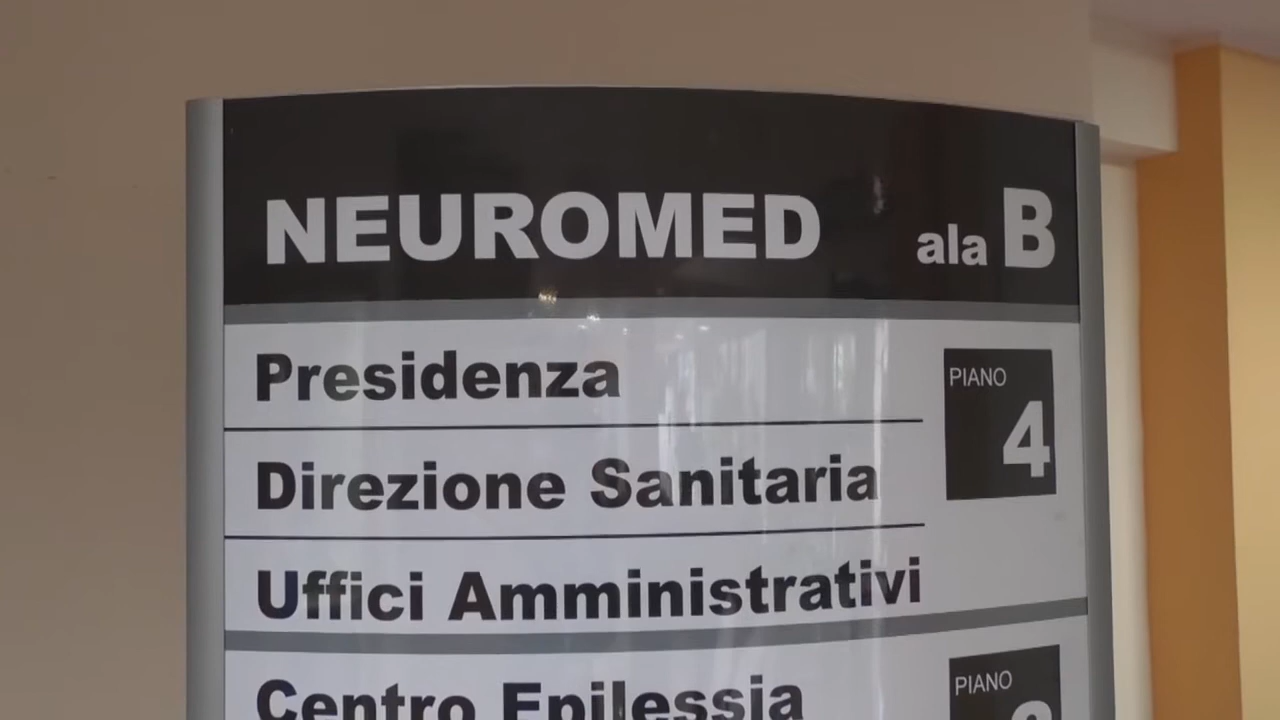 NEUROMED ala B
Presidenza
PIANO
4
Direzione Sanitaria
Uffici Amministrativi
Centro Epilessia
PIANO